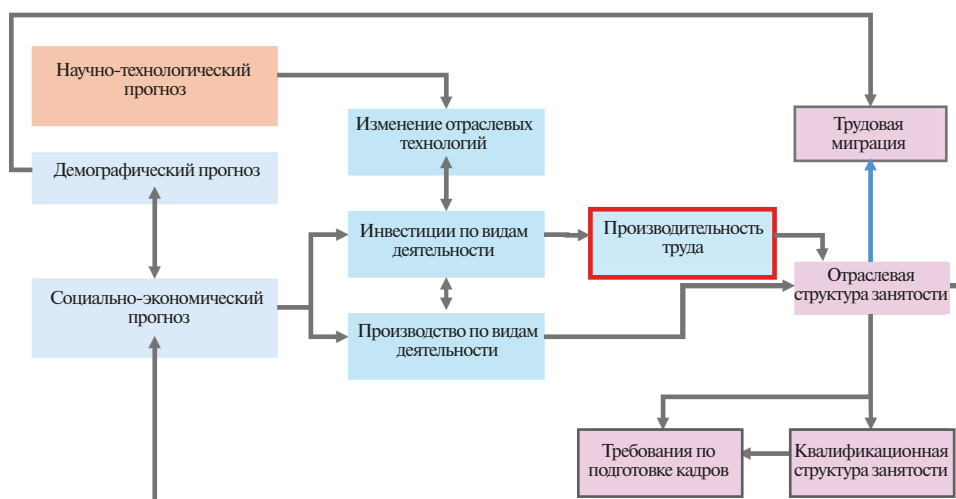 Научно-технологический
прогноз
Изменение отраслевых
технологий
Трудовая
миграция
Демографический прогноз
Инвестиции по видам
деятельности
Производительность
труда
Социально-экономический
прогноз
Отраслевая
структура занятости
Производство по видам
деятельности
Требования по
подготовке кадров
Квалификационная
структура занятости